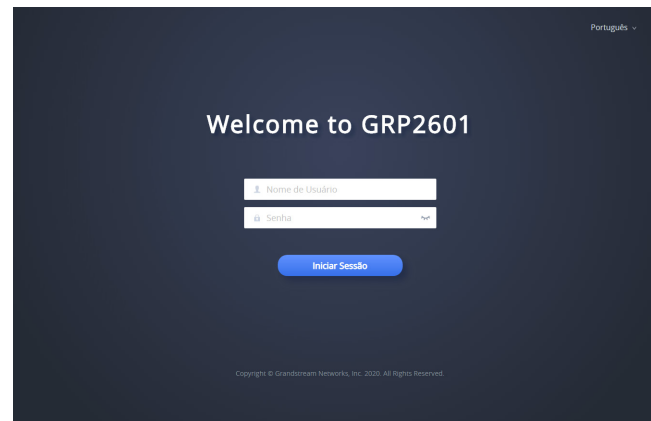 Português
Welcome to GRP2601
Nome de Usuário
Senha
Iniciar Sessão
Copyright © Grandstream Networks, Inc. 2020. All Rights Reserved.